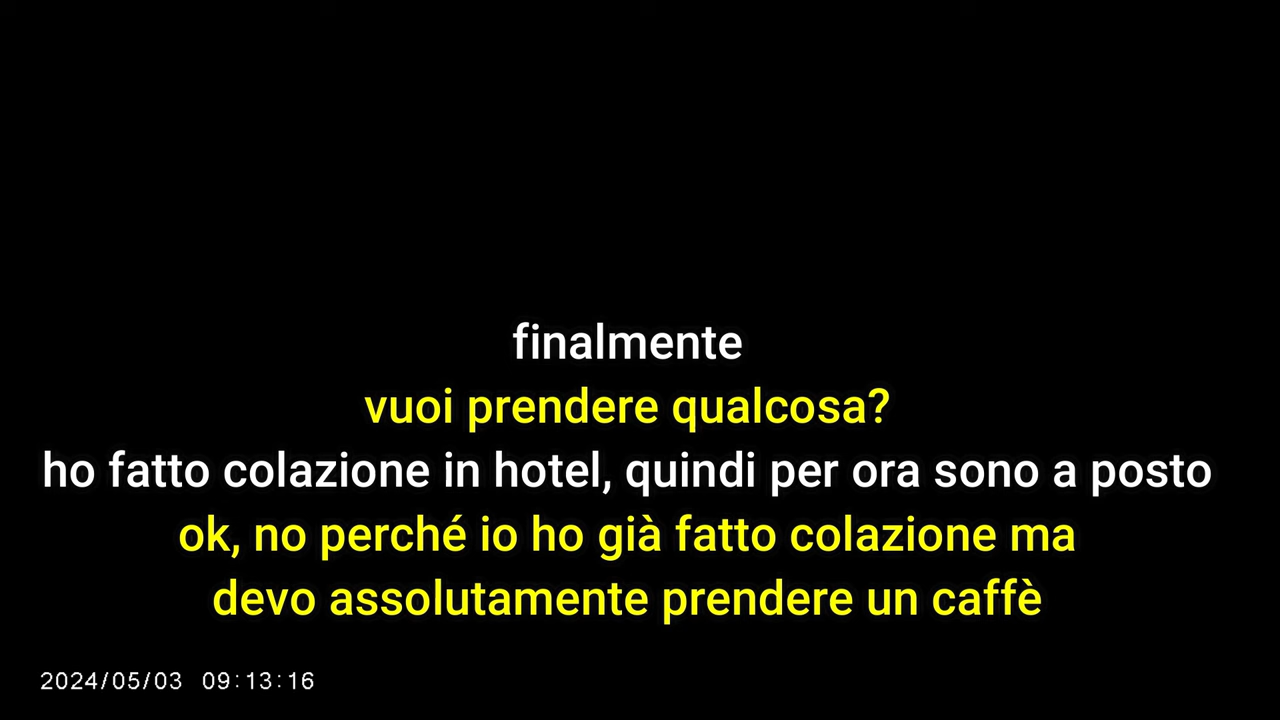 finalmente
vuoi prendere qualcosa?
ho fatto colazione in hotel, quindi per ora sono a posto
ok, no perché io ho già fatto colazione ma
devo assolutamente prendere un caffè
2024/05/03 09:13:16